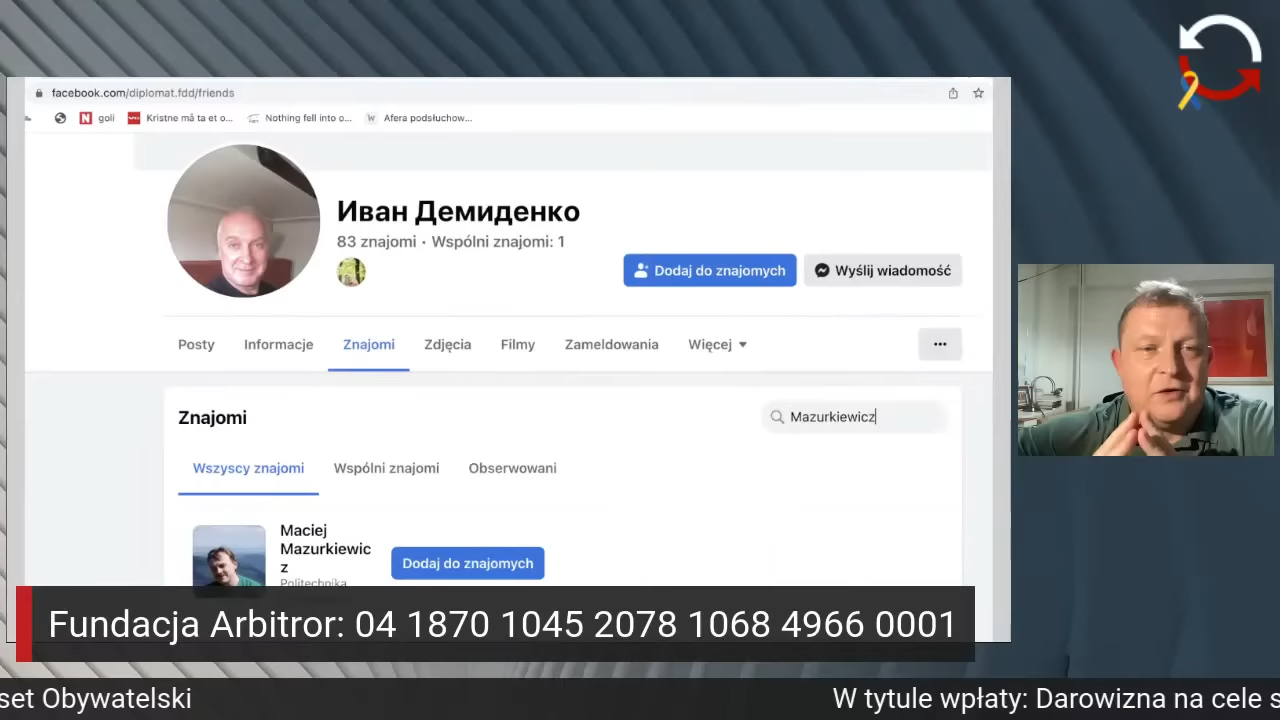 facebook.com/diplomat.fdd/friends
goli
Kristne må ta et o...
Nothing fell into o...
Afera podsłuchow...
Иван Демиденко
83 znajomi · Wspólni znajomi: 1
Dodaj do znajomych
Wyślij wiadomość
Posty
Informacje
Znajomi
Zdjęcia
Filmy
Zameldowania
Więcej
Znajomi
Mazurkiewicz
Wszyscy znajomi
Wspólni znajomi
Obserwowani
Maciej
Mazurkiewic
z
Politechnika
Dodaj do znajomych
Fundacja Arbitror: 04 1870 1045 2078 1068 4966 0001
set Obywatelski
W tytule wpłaty: Darowizna na cele s